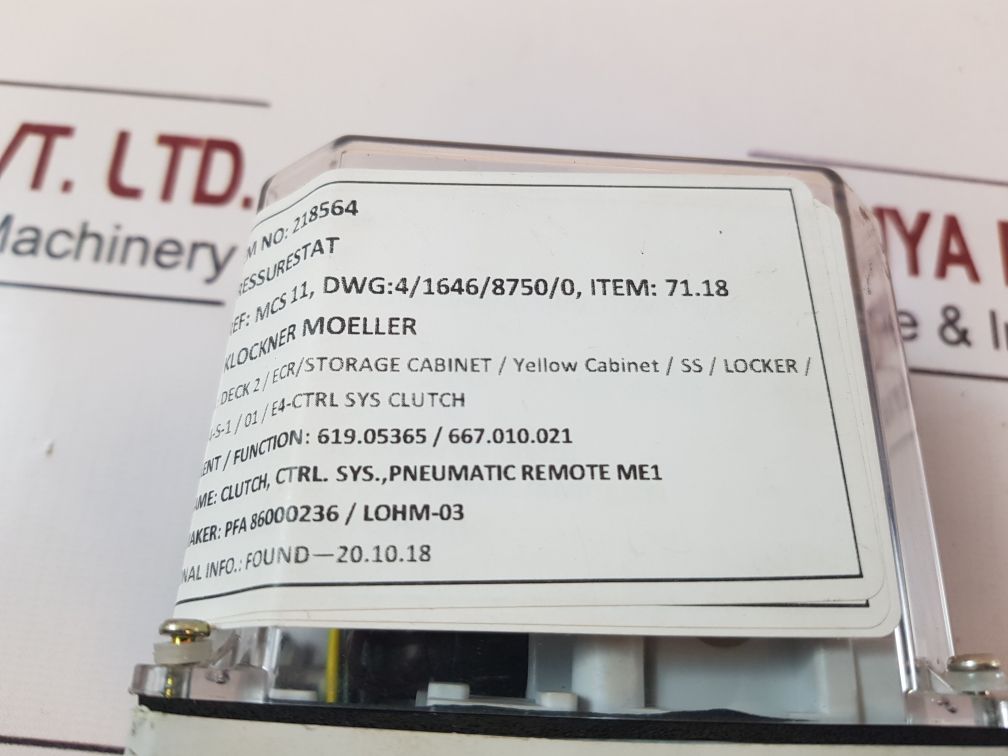 VT. LTD.
Machinery
YA
e & In
M NO: 218564
RESSURESTAT
EF: MCS 11, DWG:4/1646/8750/0, ITEM: 71.18
KLOCKNER MOELLER
DECK 2 / ECR/STORAGE CABINET / Yellow Cabinet / SS / LOCKER /
-S-1 / 01 / E4-CTRL SYS CLUTCH
ENT / FUNCTION: 619.05365 / 667.010.021
AME: CLUTCH, CTRL. SYS.,PNEUMATIC REMOTE ME1
AKER: PFA 86000236 / LOHM-03
NAL INFO.: FOUND—20.10.18